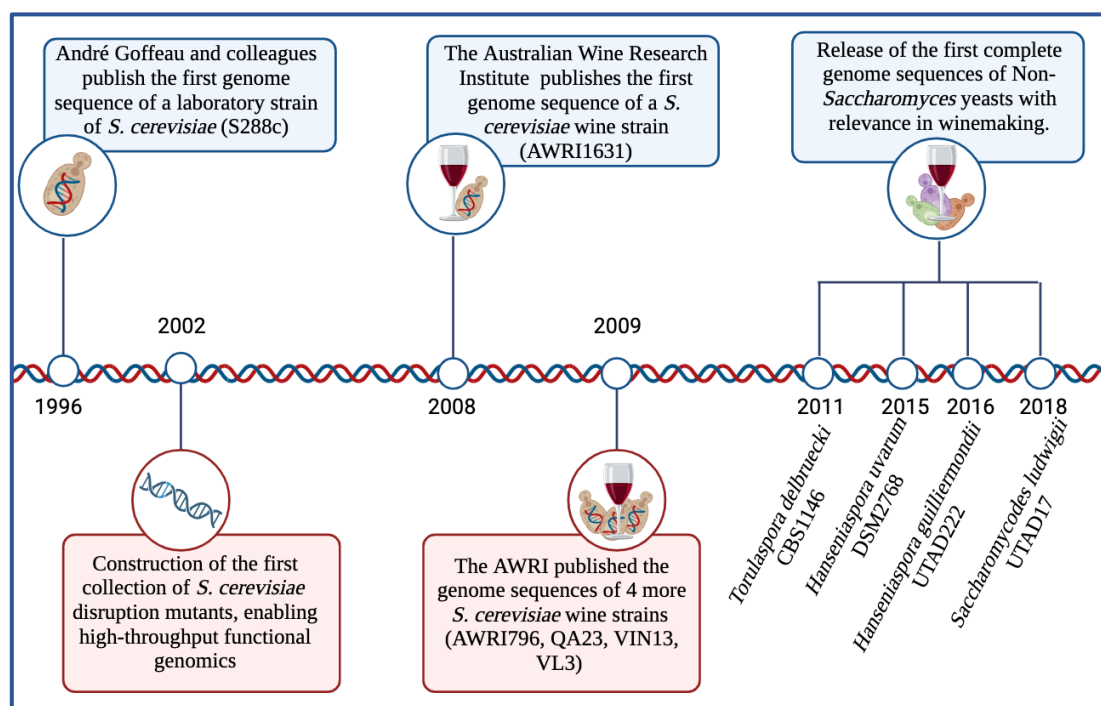 André Goffeau and colleagues
publish the first genome
sequence of a laboratory strain
of S. cerevisiae (S288c)
The Australian Wine Research
Institute publishes the first
genome sequence of a S.
cerevisiae wine strain
(AWRI1631)
Release of the first complete
genome sequences of Non-
Saccharomyces yeasts with
relevance in winemaking.
2002
2009
1996
2008
2011
2015
2016
2018
Torulaspora delbruecki
CBS1146
Hanseniaspora uvarum
DSM2768
Hanseniaspora guilliermondii
UTAD222
Saccharomycodes ludwigii
UTAD17
Construction of the first
collection of S. cerevisiae
disruption mutants, enabling
high-throughput functional
genomics
The AWRI published the
genome sequences of 4 more
S. cerevisiae wine strains
(AWRI796, QA23, VIN13,
VL3)